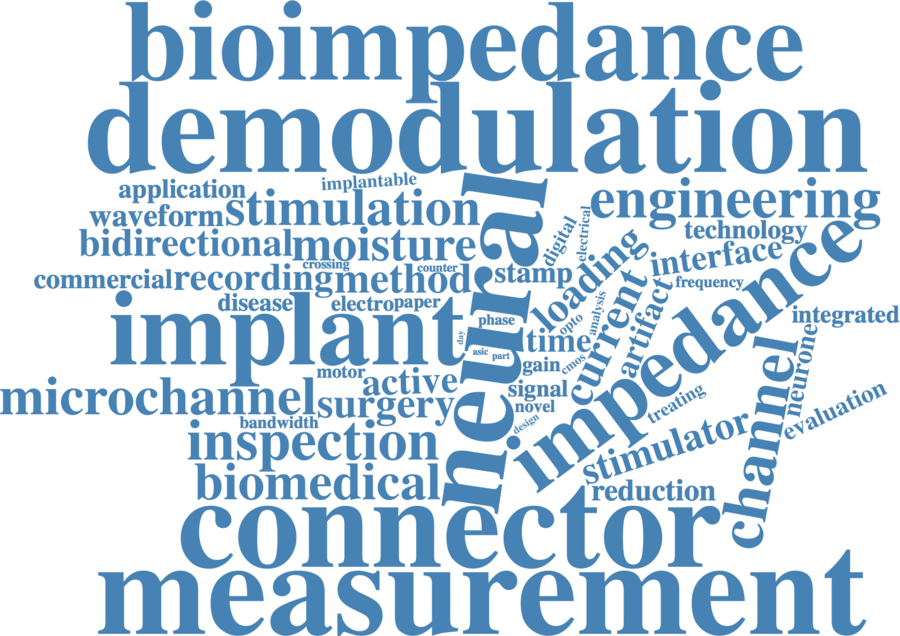 bioimpedance
demodulation
application
implantable
waveform
stimulation
neural
engineering
bidirectional
moisture
digital
electrical
technology
commercial
recording
crossing
method
counter
stamp
loading
interface
impedance
frequency
disease
electro
paper
implant
day
phase
time
opto
analysis
current
artifact
integrated
asic
part
gain
cmos
channel
neurone
microchannel
motor
active
surgery
signal
novel
design
treating
evaluation
bandwidth
inspection
stimulator
biomedical
reduction
connector
measurement